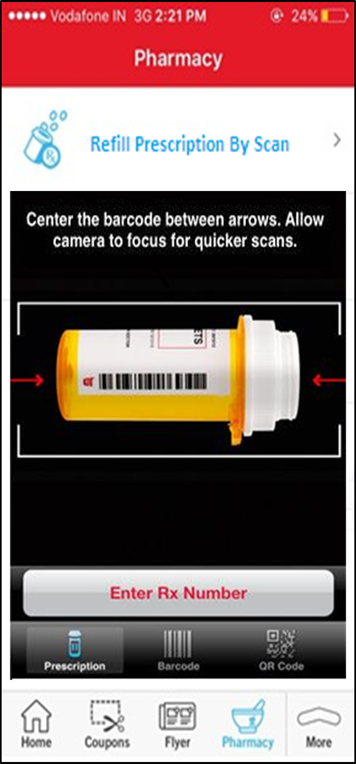 Vodafone IN 3G 2:21 PM 24%
Pharmacy
Refill Prescription By Scan
Center the barcode between arrows. Allow
camera to focus for quicker scans.
Enter Rx Number
Prescription Barcode QR Code
Home Coupons Flyer Pharmacy More